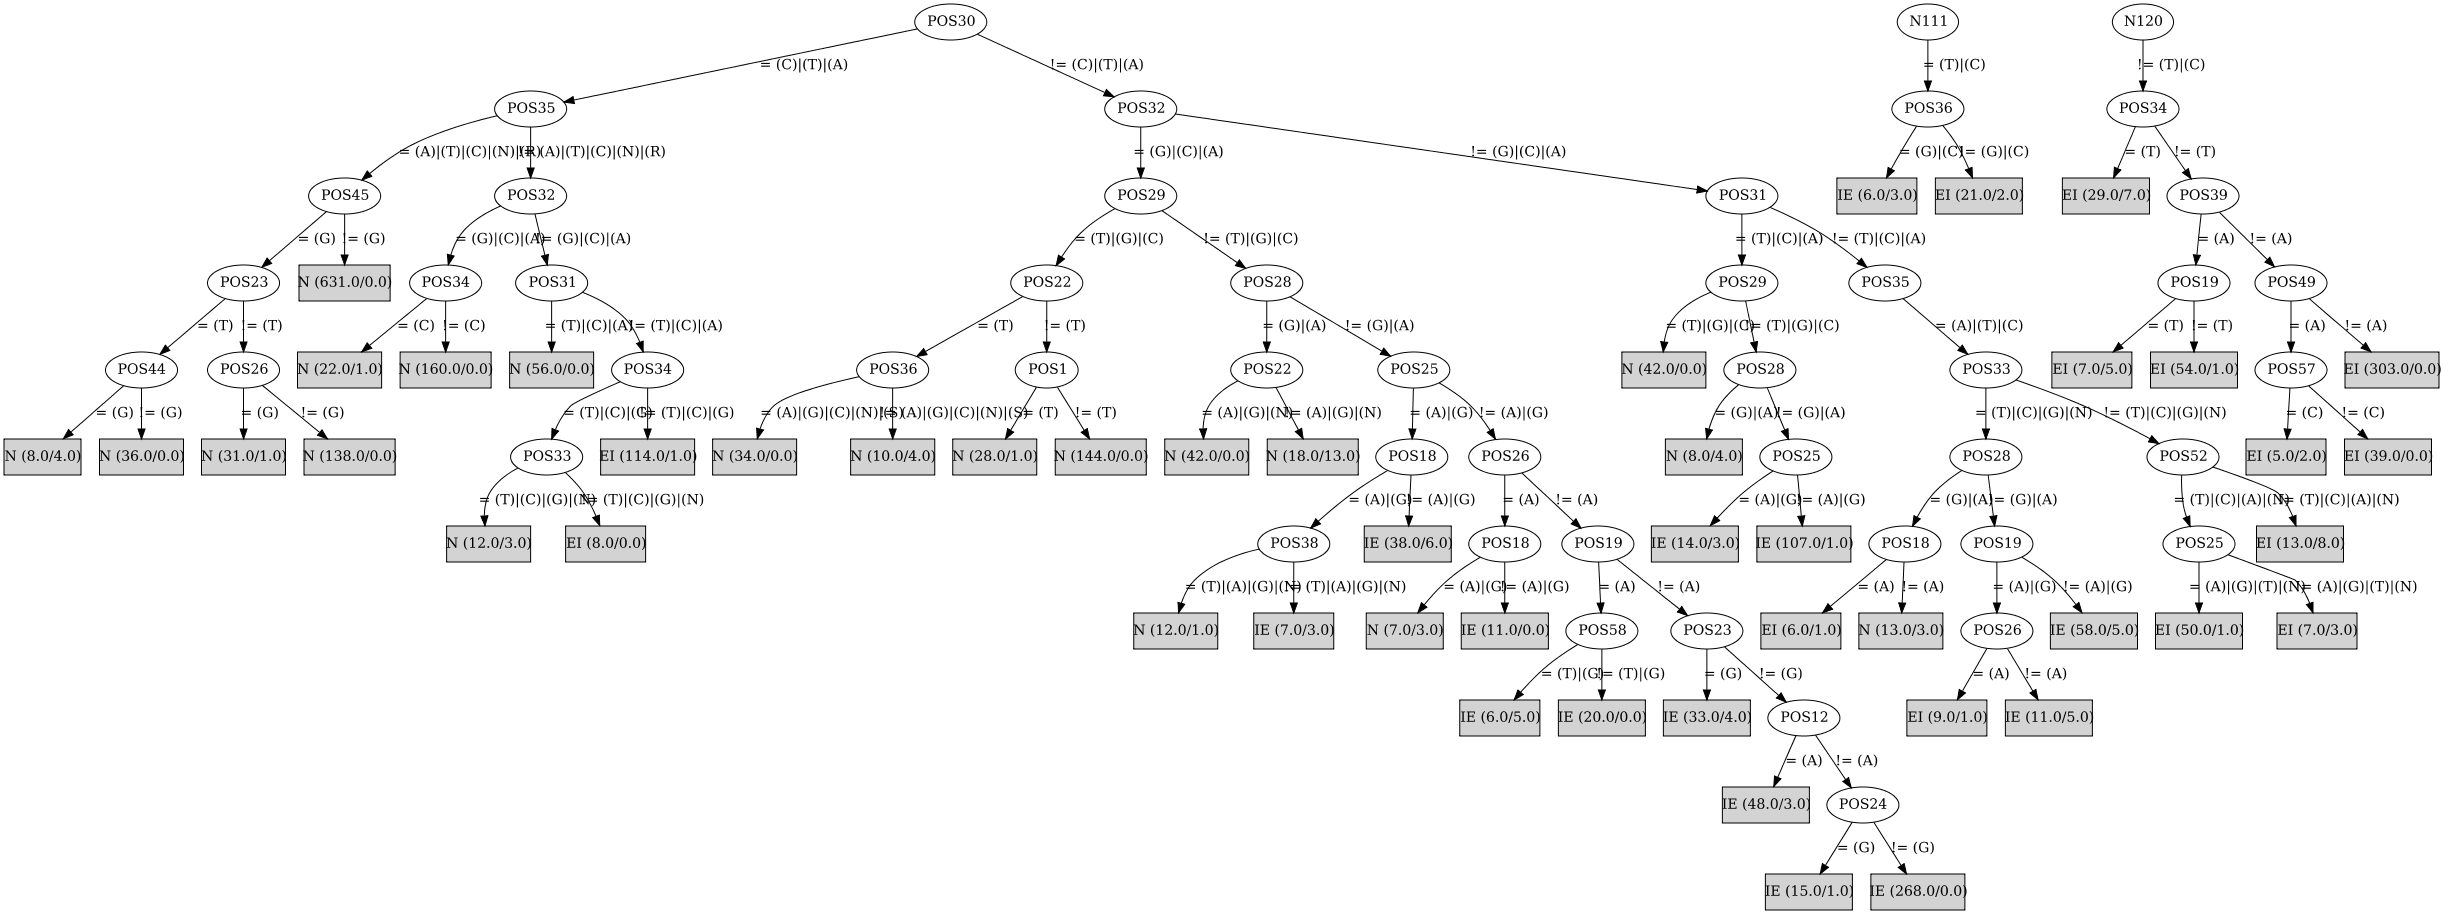 POS30
N111
N120
= (C)|(T)|(A)
!= (C)|(T)|(A)
= (T)|(C)
!= (T)|(C)
POS35
POS32
POS36
POS34
= (A)|(T)|(C)|(N)|(R)
!= (A)|(T)|(C)|(N)|(R)
= (G)|(C)|(A)
!= (G)|(C)|(A)
= (G)|(C)
!= (G)|(C)
= (T)
!= (T)
POS45
POS32
POS29
POS31
IE (6.0/3.0)
EI (21.0/2.0)
EI (29.0/7.0)
POS39
= (G)
!= (G)
= (G)|(C)|(A)
!= (G)|(C)|(A)
= (T)|(G)|(C)
!= (T)|(G)|(C)
= (T)|(C)|(A)
!= (T)|(C)|(A)
= (A)
!= (A)
POS23
N (631.0/0.0)
POS34
POS31
POS22
POS28
POS29
POS35
POS19
POS49
= (T)
!= (T)
= (C)
!= (C)
= (T)|(C)|(A)
!= (T)|(C)|(A)
= (T)
!= (T)
= (G)|(A)
!= (G)|(A)
= (T)|(G)|(C)
!= (T)|(G)|(C)
= (A)|(T)|(C)
= (T)
!= (T)
= (A)
!= (A)
POS44
POS26
N (22.0/1.0)
N (160.0/0.0)
N (56.0/0.0)
POS34
POS36
POS1
POS22
POS25
N (42.0/0.0)
POS28
POS33
EI (7.0/5.0)
EI (54.0/1.0)
POS57
EI (303.0/0.0)
= (G)
!= (G)
= (G)
!= (G)
= (T)|(C)|(G)
!= (T)|(C)|(G)
= (A)|(G)|(C)|(N)|(S)
!= (A)|(G)|(C)|(N)|(S)
= (T)
!= (T)
= (A)|(G)|(N)
!= (A)|(G)|(N)
= (A)|(G)
!= (A)|(G)
= (G)|(A)
!= (G)|(A)
= (T)|(C)|(G)|(N)
!= (T)|(C)|(G)|(N)
= (C)
!= (C)
N (8.0/4.0)
N (36.0/0.0)
N (31.0/1.0)
N (138.0/0.0)
POS33
EI (114.0/1.0)
N (34.0/0.0)
N (10.0/4.0)
N (28.0/1.0)
N (144.0/0.0)
N (42.0/0.0)
N (18.0/13.0)
POS18
POS26
N (8.0/4.0)
POS25
POS28
POS52
EI (5.0/2.0)
EI (39.0/0.0)
= (T)|(C)|(G)|(N)
!= (T)|(C)|(G)|(N)
= (A)|(G)
!= (A)|(G)
= (A)
!= (A)
= (A)|(G)
!= (A)|(G)
= (G)|(A)
!= (G)|(A)
= (T)|(C)|(A)|(N)
!= (T)|(C)|(A)|(N)
N (12.0/3.0)
EI (8.0/0.0)
POS38
IE (38.0/6.0)
POS18
POS19
IE (14.0/3.0)
IE (107.0/1.0)
POS18
POS19
POS25
EI (13.0/8.0)
= (T)|(A)|(G)|(N)
!= (T)|(A)|(G)|(N)
= (A)|(G)
!= (A)|(G)
= (A)
!= (A)
= (A)
!= (A)
= (A)|(G)
!= (A)|(G)
= (A)|(G)|(T)|(N)
!= (A)|(G)|(T)|(N)
N (12.0/1.0)
IE (7.0/3.0)
N (7.0/3.0)
IE (11.0/0.0)
POS58
POS23
EI (6.0/1.0)
N (13.0/3.0)
POS26
IE (58.0/5.0)
EI (50.0/1.0)
EI (7.0/3.0)
= (T)|(G)
!= (T)|(G)
= (G)
!= (G)
= (A)
!= (A)
IE (6.0/5.0)
IE (20.0/0.0)
IE (33.0/4.0)
POS12
EI (9.0/1.0)
IE (11.0/5.0)
= (A)
!= (A)
IE (48.0/3.0)
POS24
= (G)
!= (G)
IE (15.0/1.0)
IE (268.0/0.0)